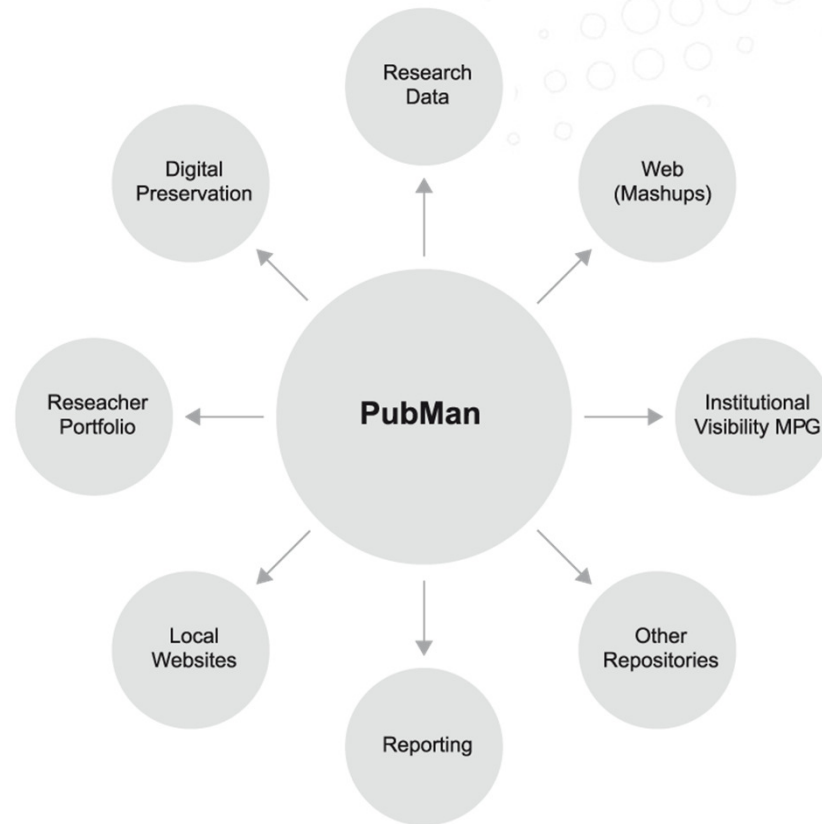 Research
Data
Digital
Preservation
Web
(Mashups)
Reseacher
Portfolio
PubMan
Institutional
Visibility MPG
Local
Websites
Other
Repositories
Reporting